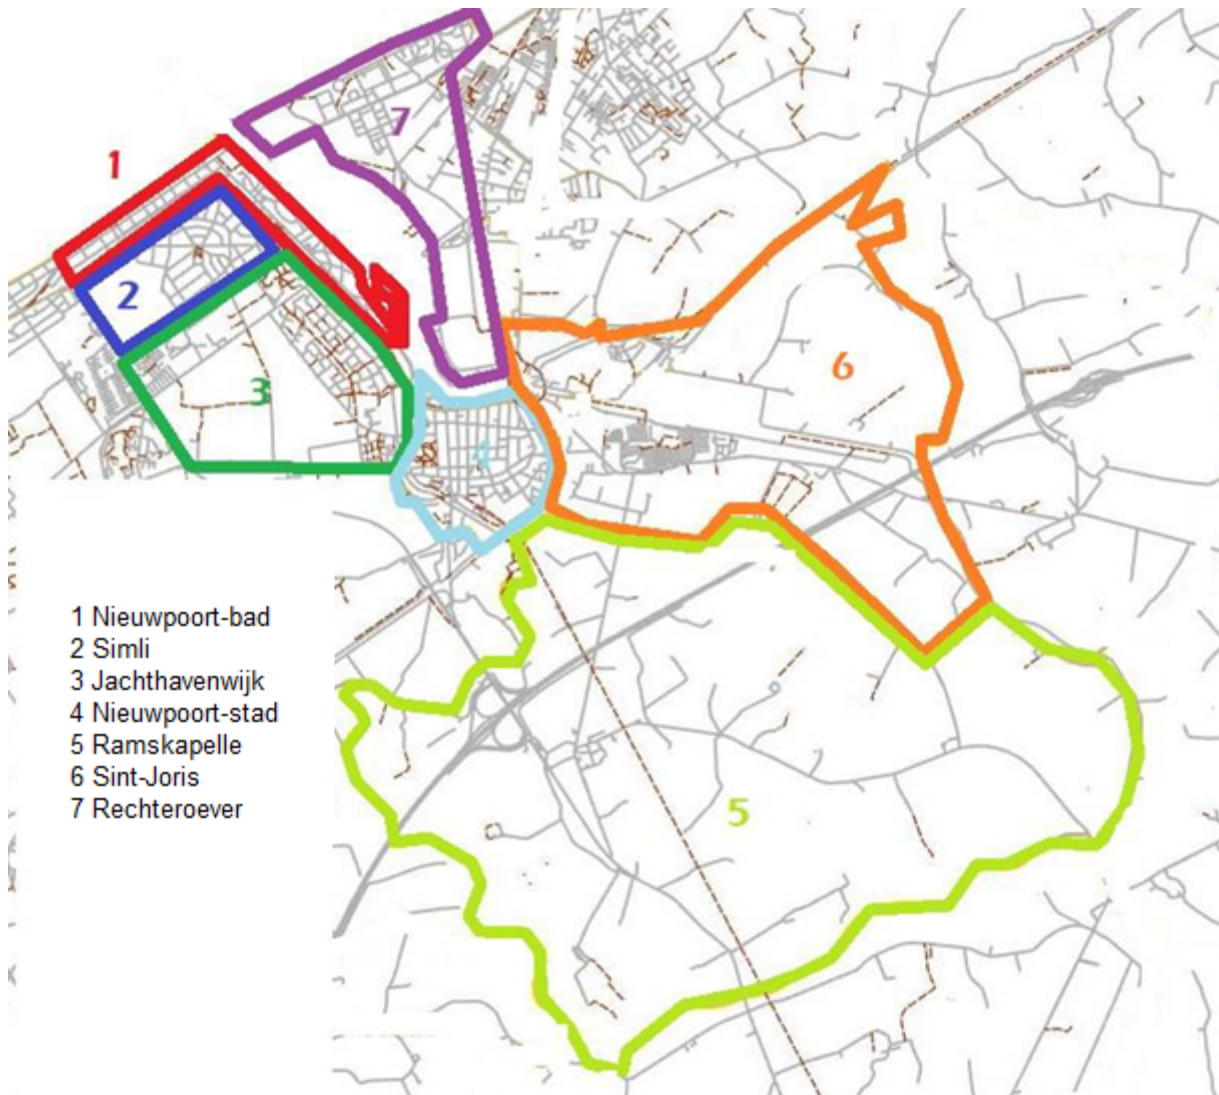 7
1
2
6
3
4
5
1 Nieuwpoort-bad
2 Simli
3 Jachthavenwijk
4 Nieuwpoort-stad
5 Ramskapelle
6 Sint-Joris
7 Rechteroever